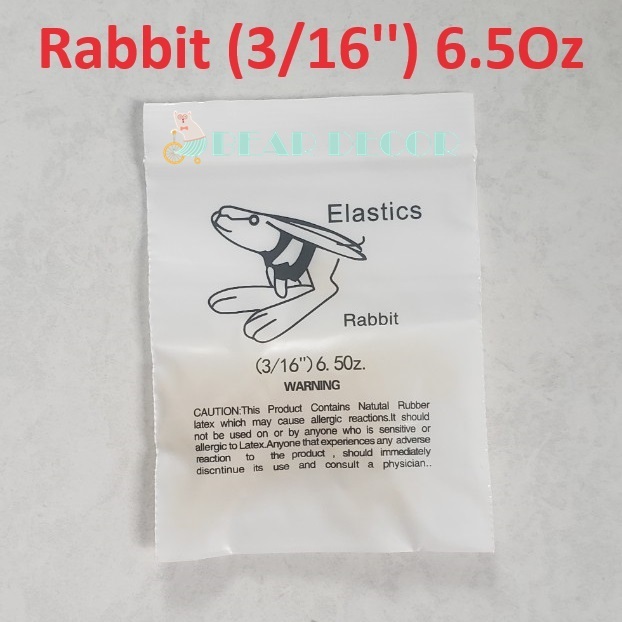 Rabbit (3/16'') 6.5Oz
BEAR DECOR
Elastics
Rabbit
(3/16")6.50z.
WARNING
CAUTION:This Product Contains Natutal Rubber
latex which may cause allergic reactions.It should
not be used on or by anyone who is sensitive or
allergic to Latex.Anyone that experiences any adverse
reaction to the product , should immediately
discntinue its use and consult a physician..